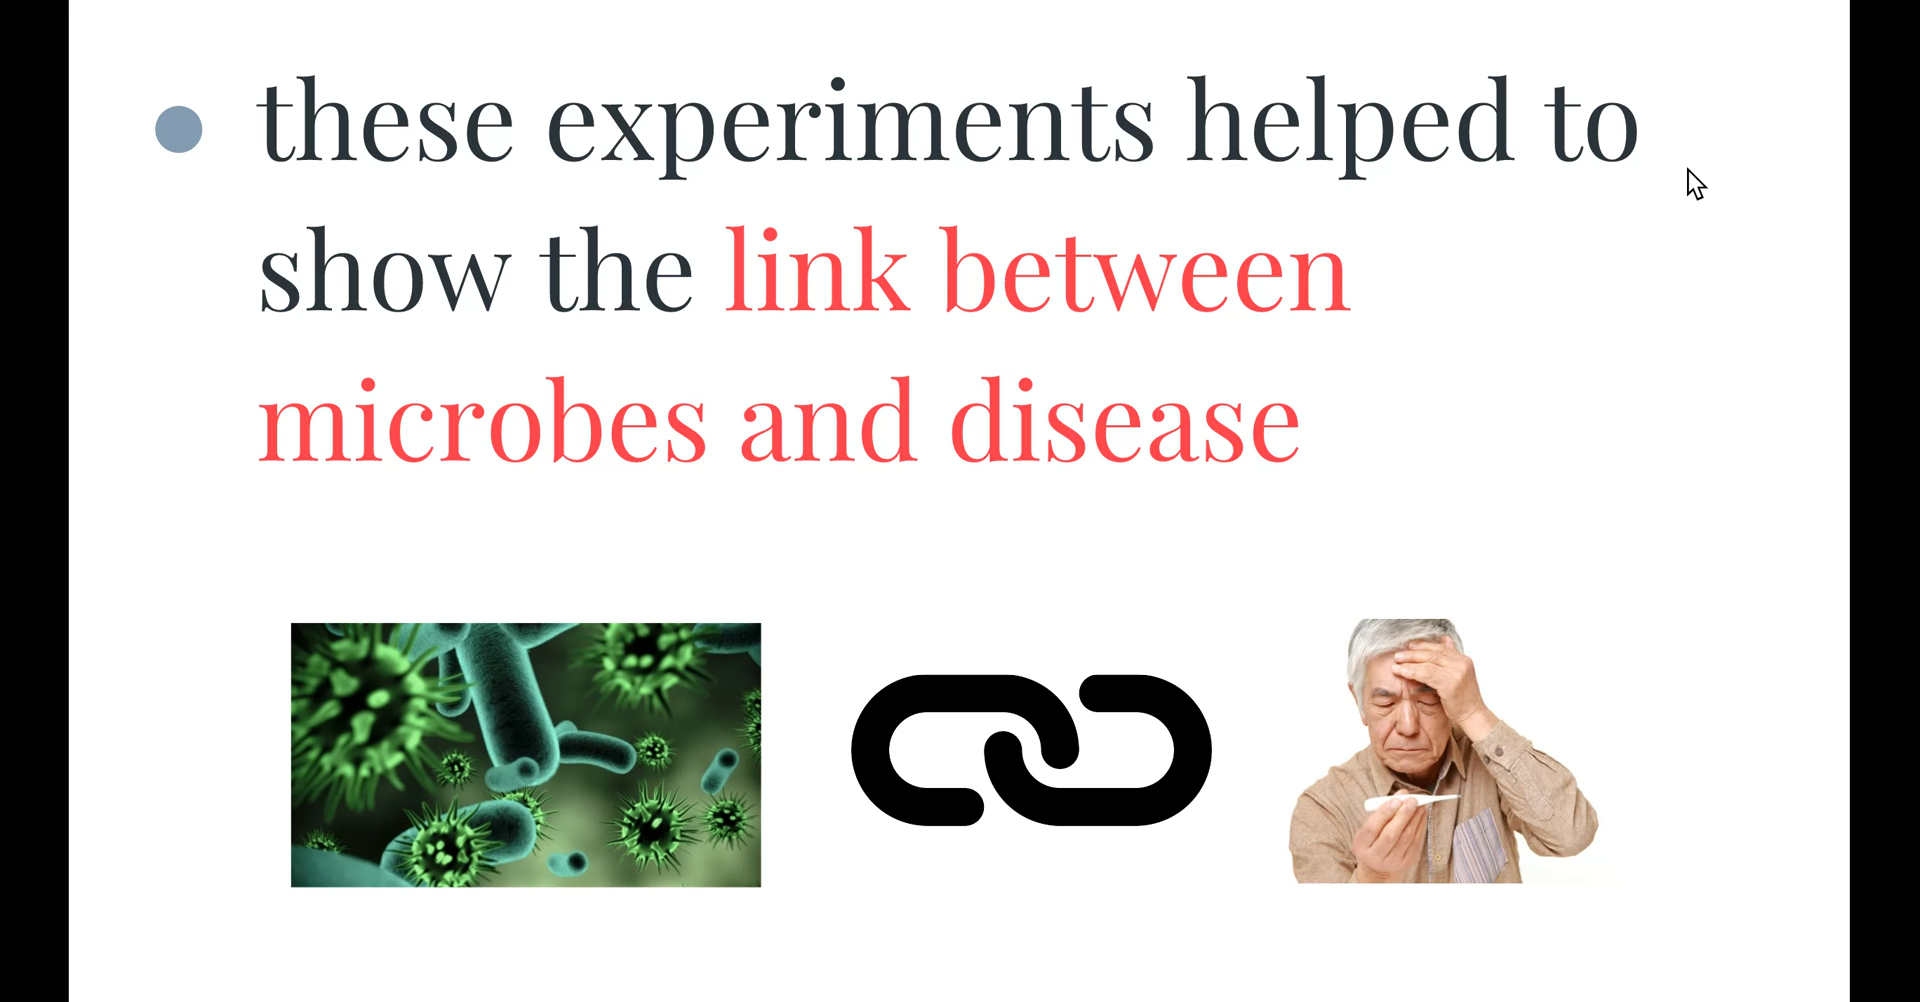 these experiments helped to
show the link between
microbes and disease